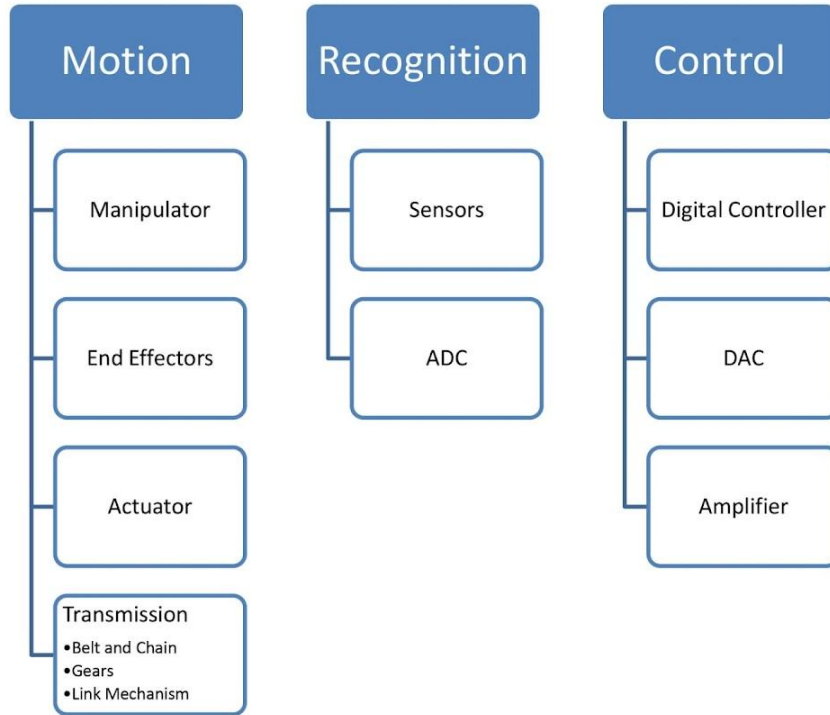 Motion
Manipulator
End Effectors
Actuator
Transmission
•Belt and Chain
•Gears
•Link Mechanism
Recognition
Sensors
ADC
Control
Digital Controller
DAC
Amplifier